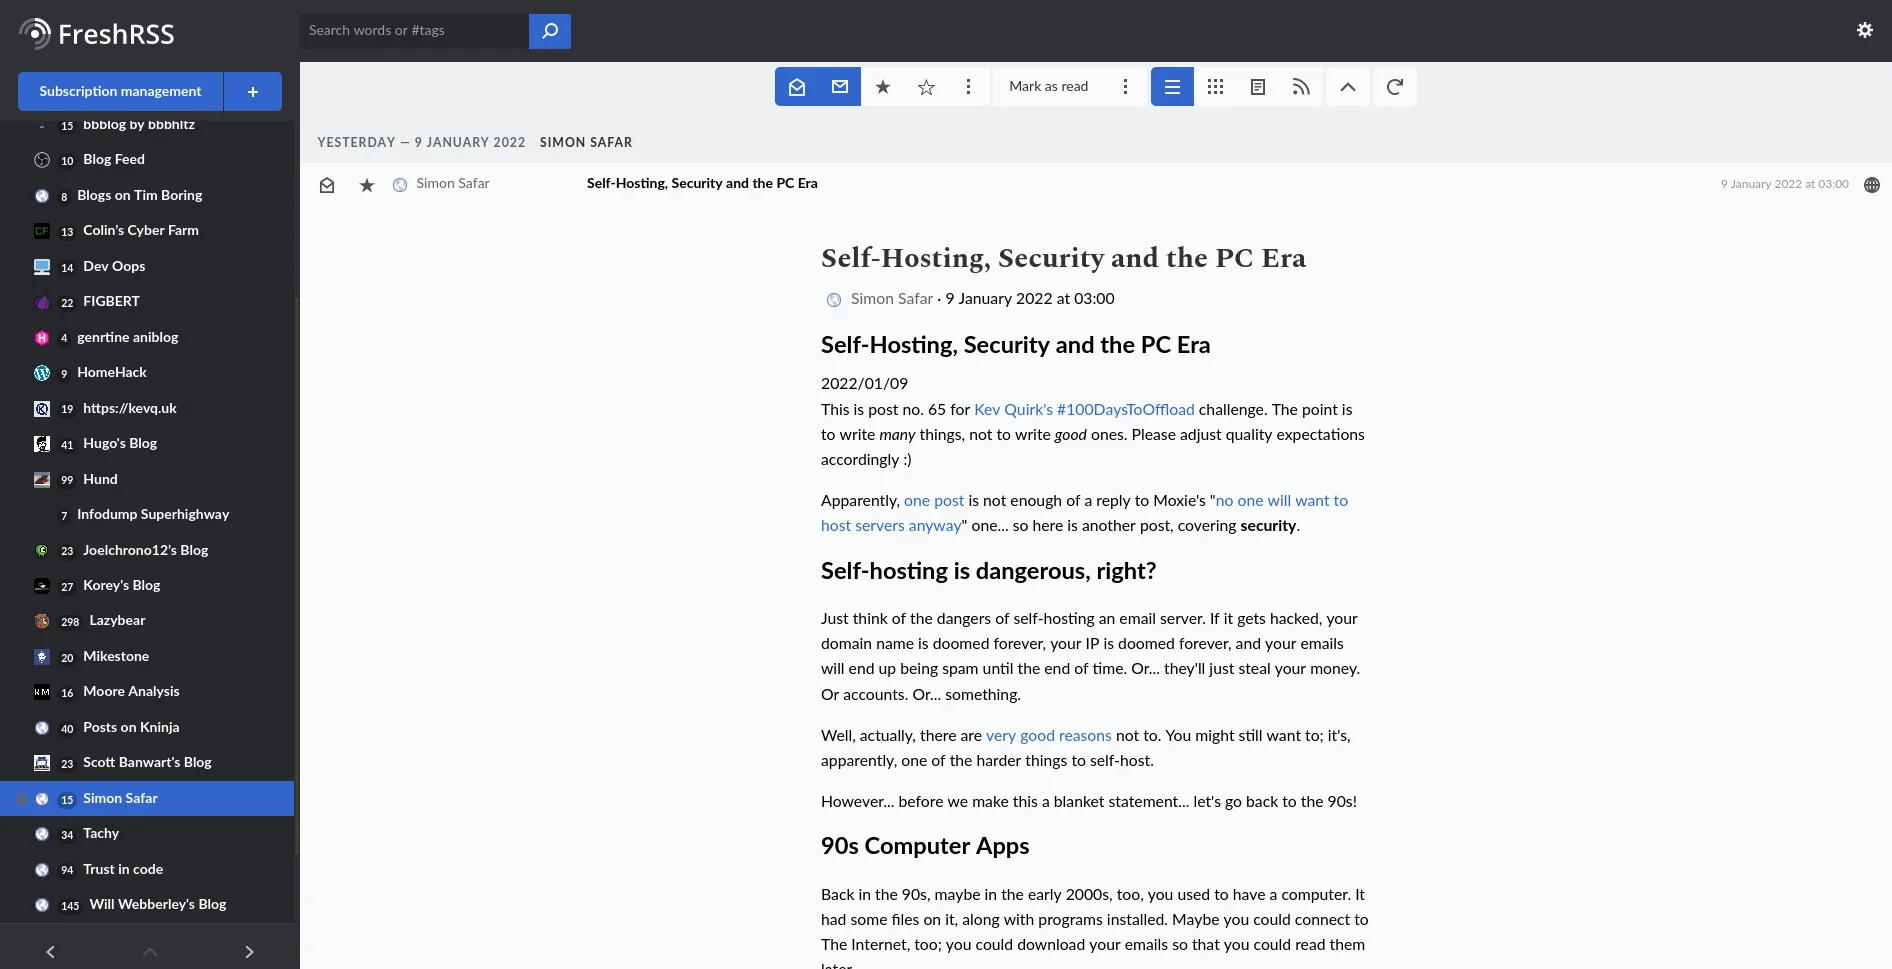 FreshRSS
Search words or #tags
Subscription management
+
Mark as read
15 bbblog by bbbhltz
10 Blog Feed
8 Blogs on Tim Boring
CF 13 Colin's Cyber Farm
14 Dev Oops
22 FIGBERT
H 4 genrtine aniblog
9 HomeHack
19 https://kevq.uk
41 Hugo's Blog
99 Hund
7 Infodump Superhighway
23 Joelchrono12's Blog
27 Korey's Blog
298 Lazybear
20 Mikestone
16 Moore Analysis
40 Posts on Kninja
23 Scott Banwart's Blog
15 Simon Safar
34 Tachy
94 Trust in code
145 Will Webberley's Blog
YESTERDAY — 9 JANUARY 2022 SIMON SAFAR
Simon Safar Self-Hosting, Security and the PC Era 9 January 2022 at 03:00
Self-Hosting, Security and the PC Era
Simon Safar · 9 January 2022 at 03:00
Self-Hosting, Security and the PC Era
2022/01/09
This is post no. 65 for Kev Quirk's #100DaysToOffload challenge. The point is
to write many things, not to write good ones. Please adjust quality expectations
accordingly :)
Apparently, one post is not enough of a reply to Moxie's "no one will want to
host servers anyway" one... so here is another post, covering security.
Self-hosting is dangerous, right?
Just think of the dangers of self-hosting an email server. If it gets hacked, your
domain name is doomed forever, your IP is doomed forever, and your emails
will end up being spam until the end of time. Or... they'll just steal your money.
Or accounts. Or... something.
Well, actually, there are very good reasons not to. You might still want to; it's,
apparently, one of the harder things to self-host.
However... before we make this a blanket statement... let's go back to the 90s!
90s Computer Apps
Back in the 90s, maybe in the early 2000s, too, you used to have a computer. It
had some files on it, along with programs installed. Maybe you could connect to
The Internet, too; you could download your emails so that you could read them
later